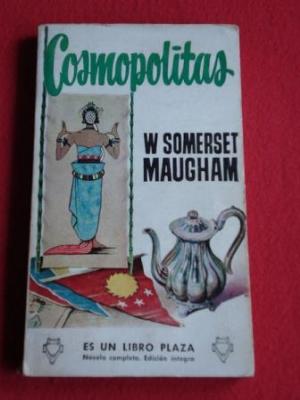 Cosmopolitas
W SOMERSET
MAUGHAM
ES UN LIBRO PLAZA
Novela completa. Edición íntegra